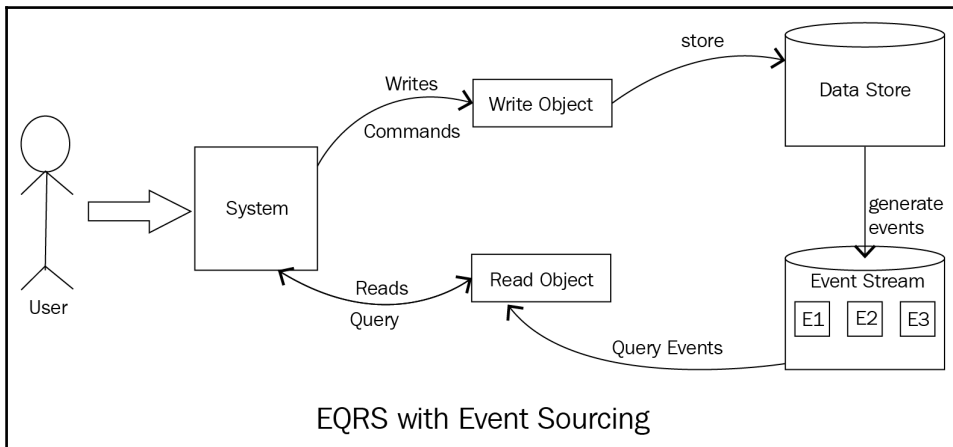 store
Writes
Commands
Write Object
Data Store
System
User
generate
events
Reads
Query
Read Object
Event Stream
E1 E2 E3
Query Events
EQRS with Event Sourcing